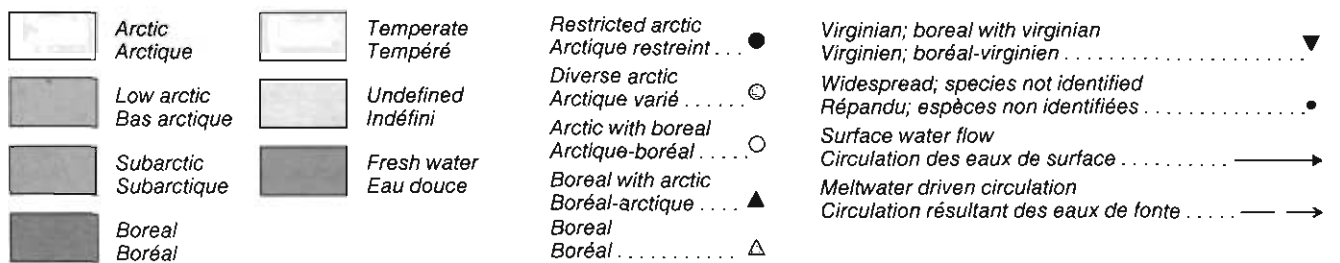 Arctic
Arctique
Low arctic
Bas arctique
Subarctic
Subarctique
Boreal
Boréal
Temperate
Tempéré
Undefined
Indéfini
Fresh water
Eau douce
Restricted arctic
Arctique restreint . . .
Diverse arctic
Arctique varié . . . . . .
Arctic with boreal
Arctique-boréal . . . . .
Boreal with arctic
Boréal-arctique . . . .
Boreal
Boréal . . . . . . . . . . .
Virginian; boreal with virginian
Virginien; boréal-virginien . . . . . . . . . . . . . . . . . . . .
Widespread; species not identified
Répandu; espèces non identifiées . . . . . . . . . . . . . .
Surface water flow
Circulation des eaux de surface . . . . . . . . .
Meltwater driven circulation
Circulation résultant des eaux de fonte . . . . .